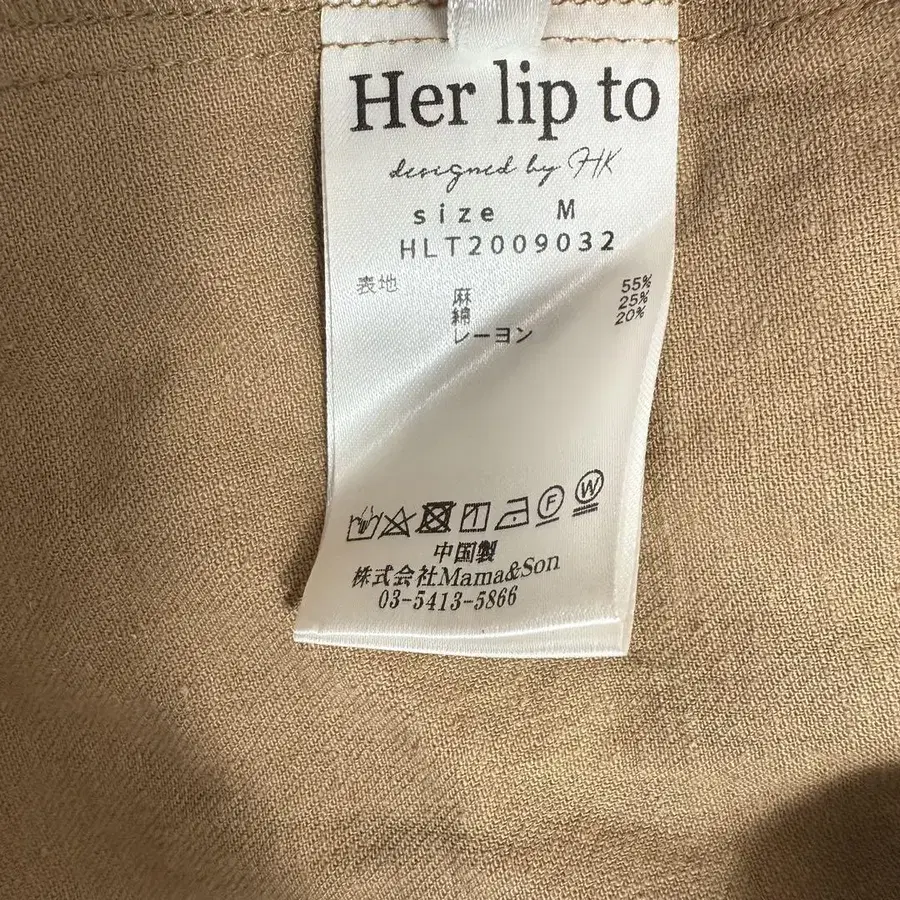 Her lip to
designed by HK
size M
HLT2009032
表地
麻 55%
綿 25%
レーヨン 20%
F W
中国製
株式会社Mama&Son
03-5413-5866